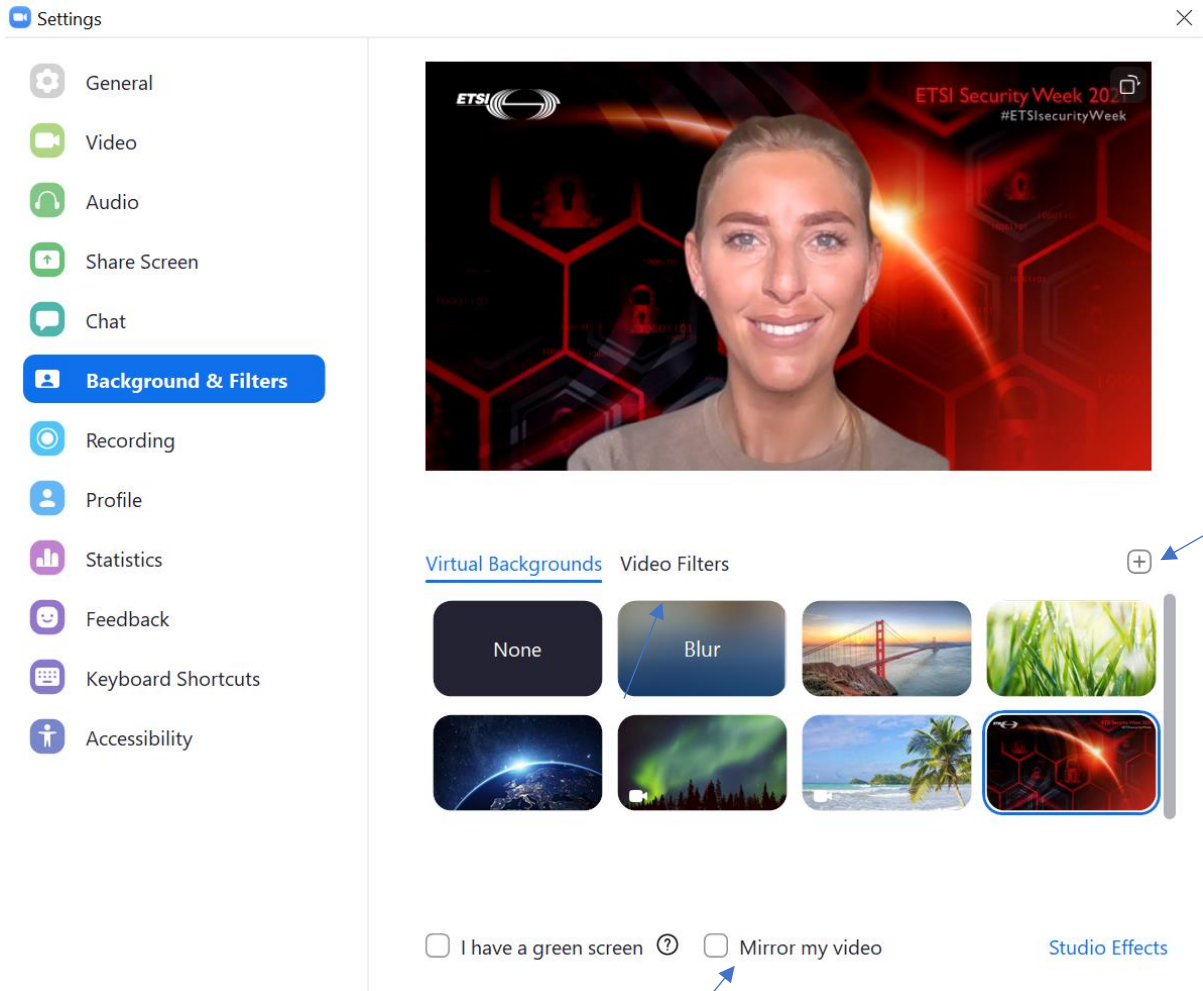 Settings
General
Video
Audio
Share Screen
Chat
Background & Filters
Recording
Profile
Statistics
Feedback
Keyboard Shortcuts
Accessibility
ETSI
ETSI Security Week 2021
#ETSIsecurityWeek
Virtual Backgrounds
Video Filters
None
Blur
I have a green screen
Mirror my video
Studio Effects